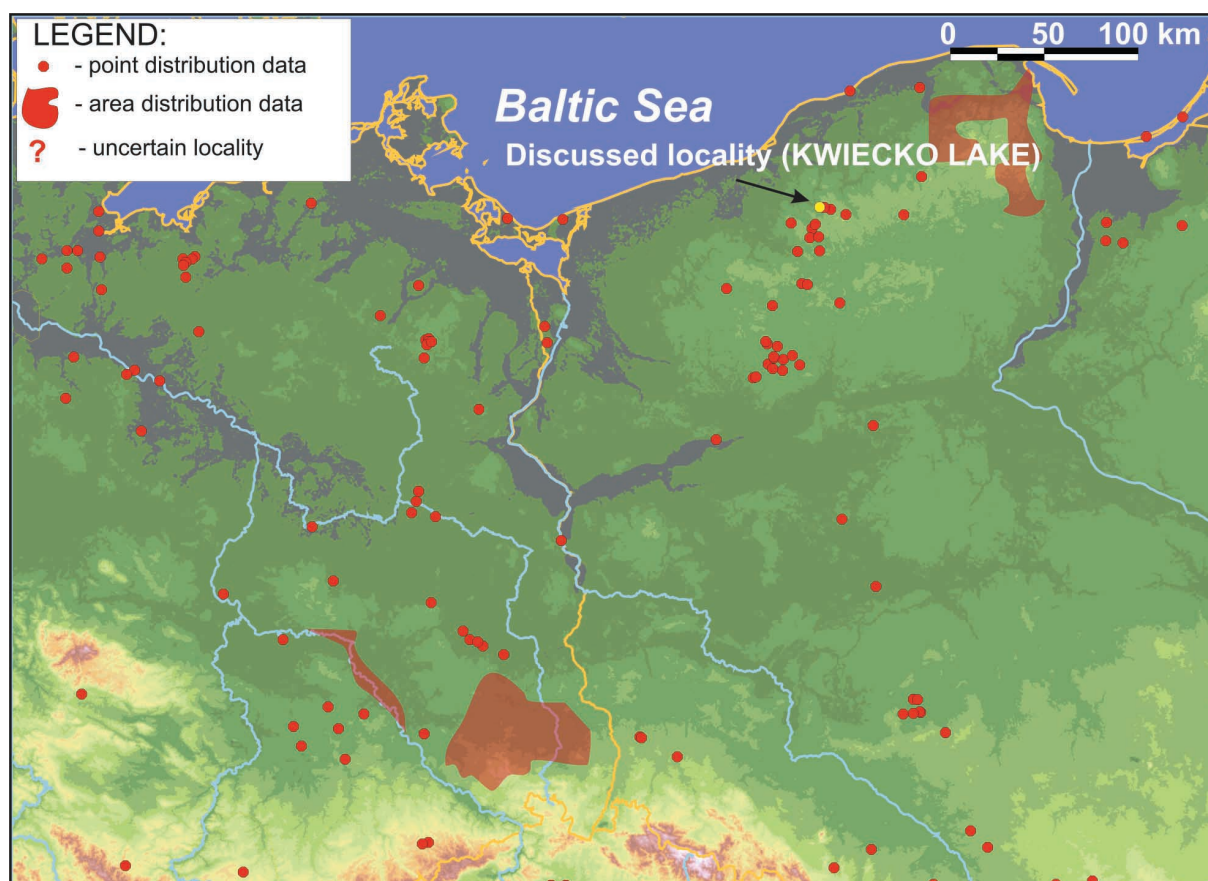 LEGEND:
- point distribution data
- area distribution data
? - uncertain locality
0 50 100 km
Baltic Sea
Discussed locality (KWIECKO LAKE)